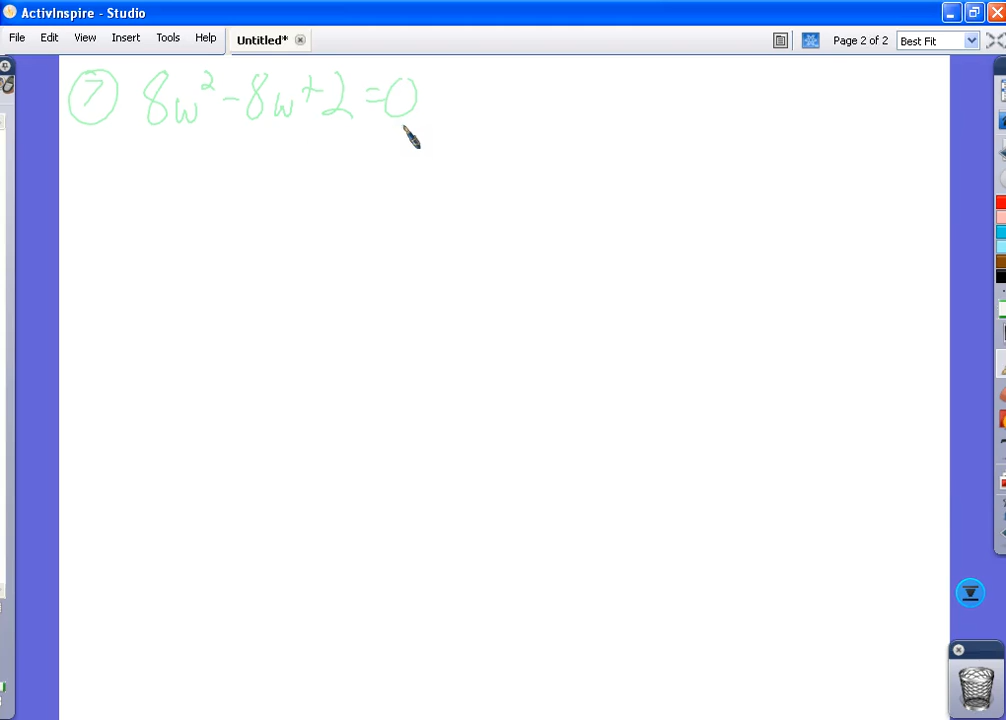 ActivInspire - Studio
File Edit View Insert Tools Help Untitled* Page 2 of 2 Best Fit
7 8w² - 8w + 2 = 0